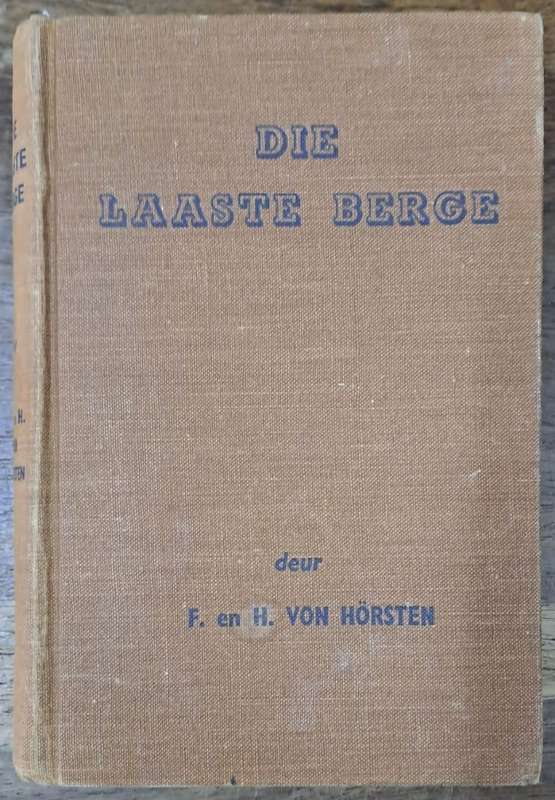 DIE
LAASTE BERGE
deur
F. en H. VON HÖRSTEN